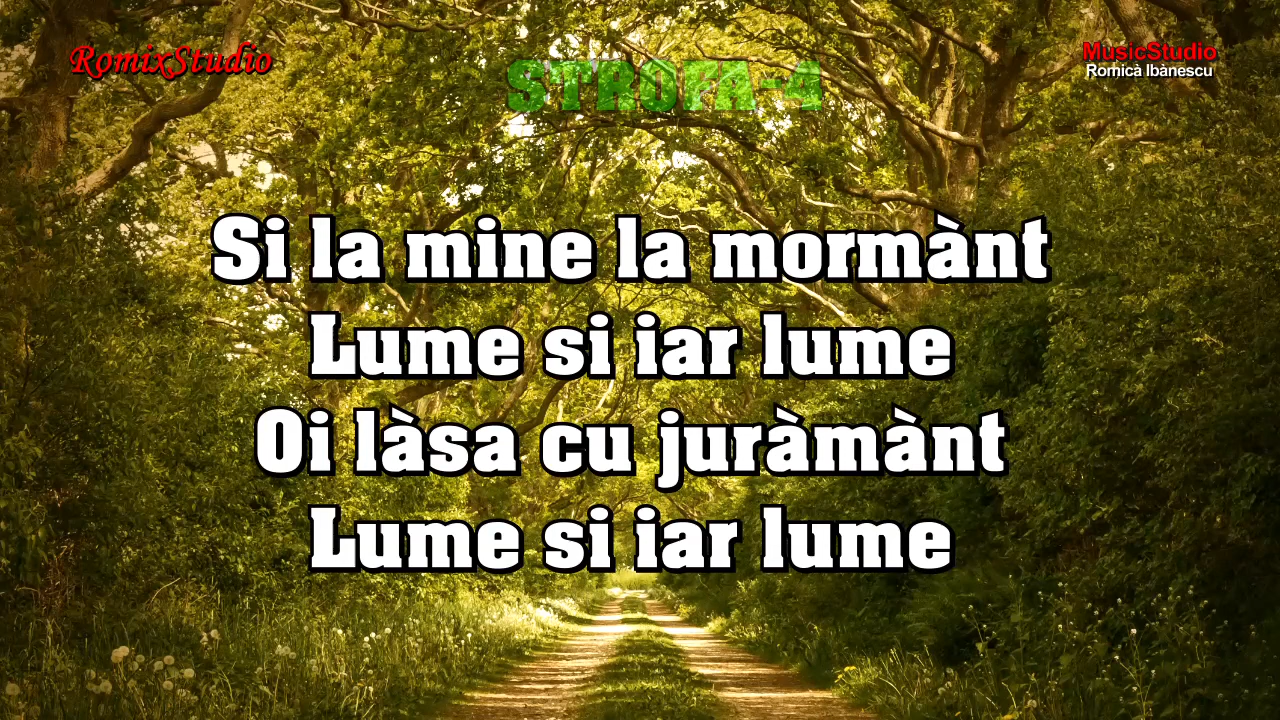 RomixStudio
STROFA-4
MusicStudio
Romicà Ibànescu
Si la mine la mormànt
Lume si iar lume
Oi làsa cu juràmànt
Lume si iar lume